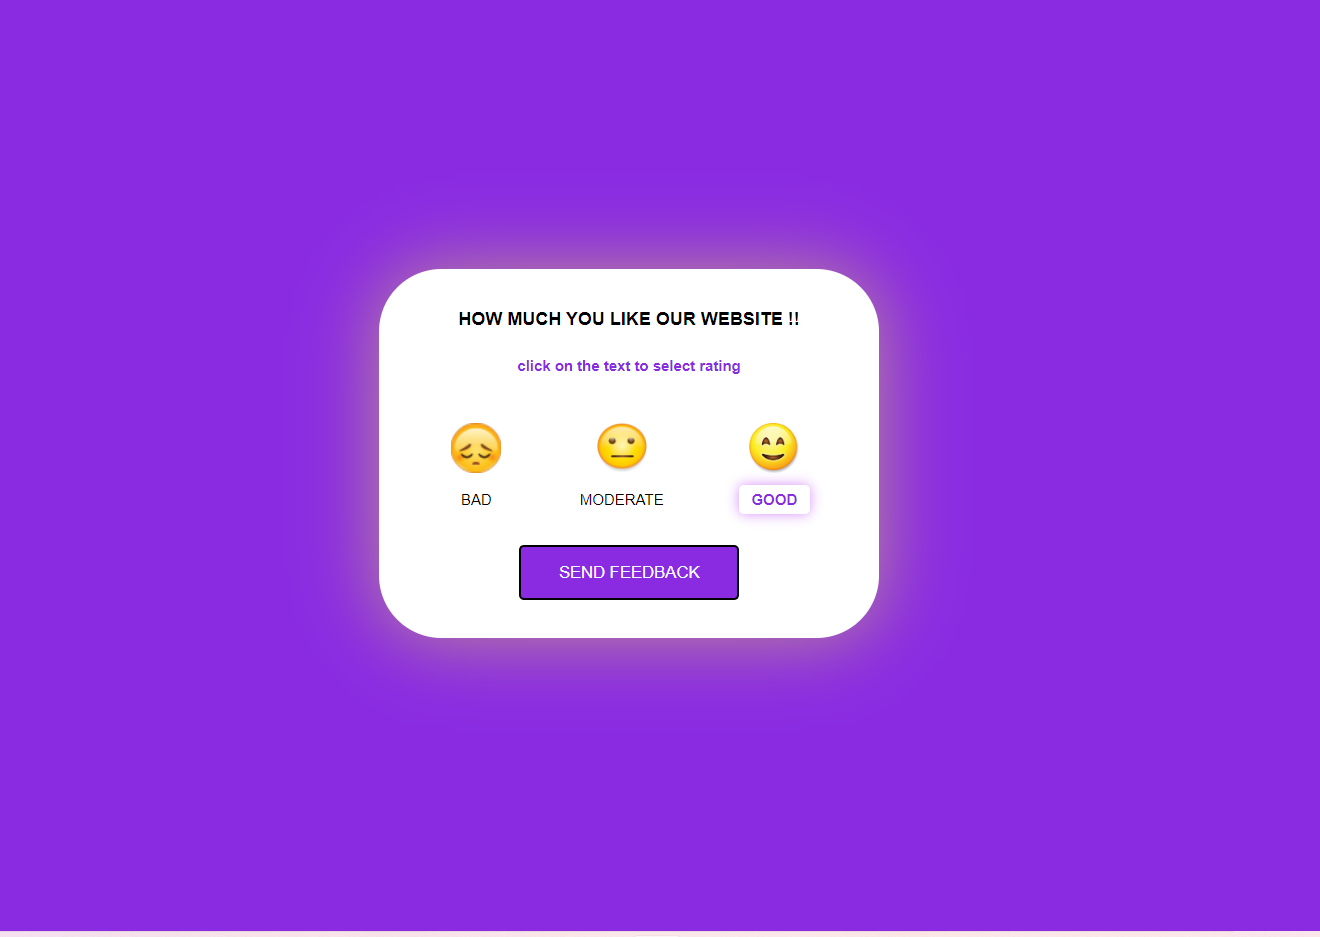 HOW MUCH YOU LIKE OUR WEBSITE !!
click on the text to select rating
BAD MODERATE GOOD
SEND FEEDBACK